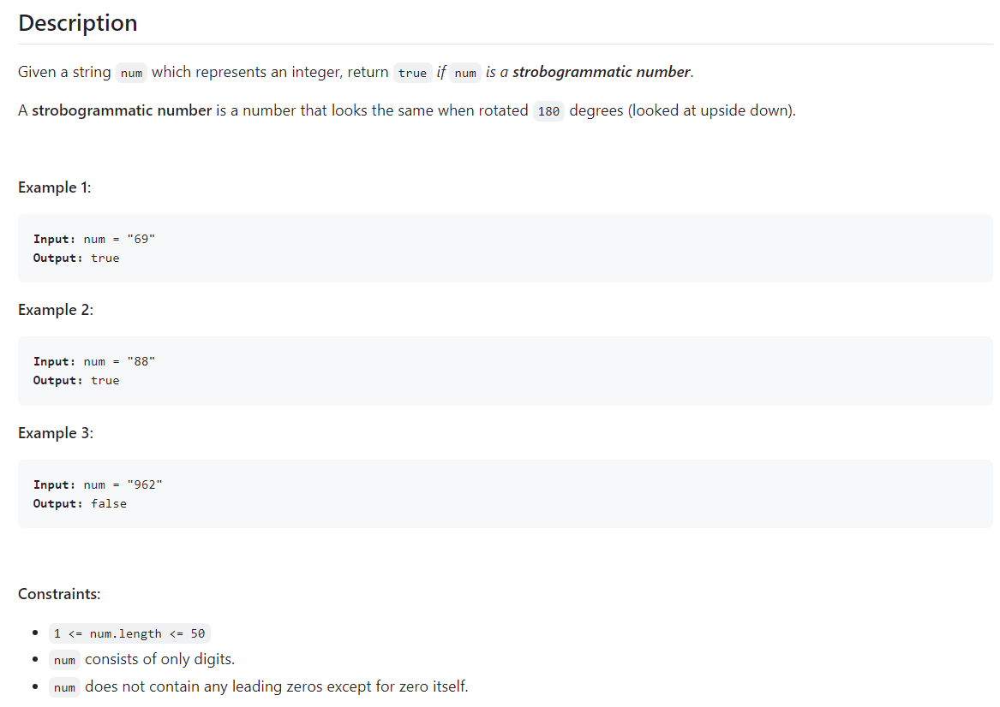 Description
Given a string num which represents an integer, return true if num is a strobogrammatic number.
A strobogrammatic number is a number that looks the same when rotated 180 degrees (looked at upside down).
Example 1:
Input: num = "69"
Output: true
Example 2:
Input: num = "88"
Output: true
Example 3:
Input: num = "962"
Output: false
Constraints:
• 1 <= num.length <= 50
• num consists of only digits.
• num does not contain any leading zeros except for zero itself.